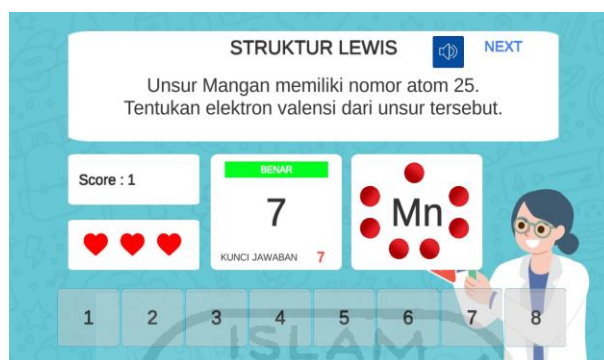 STRUKTUR LEWIS
NEXT
Unsur Mangan memiliki nomor atom 25.
Tentukan elektron valensi dari unsur tersebut.
Score : 1
BENAR
7
KUNCI JAWABAN 7
Mn
1 2 3 4 5 6 7 8
ISLAM